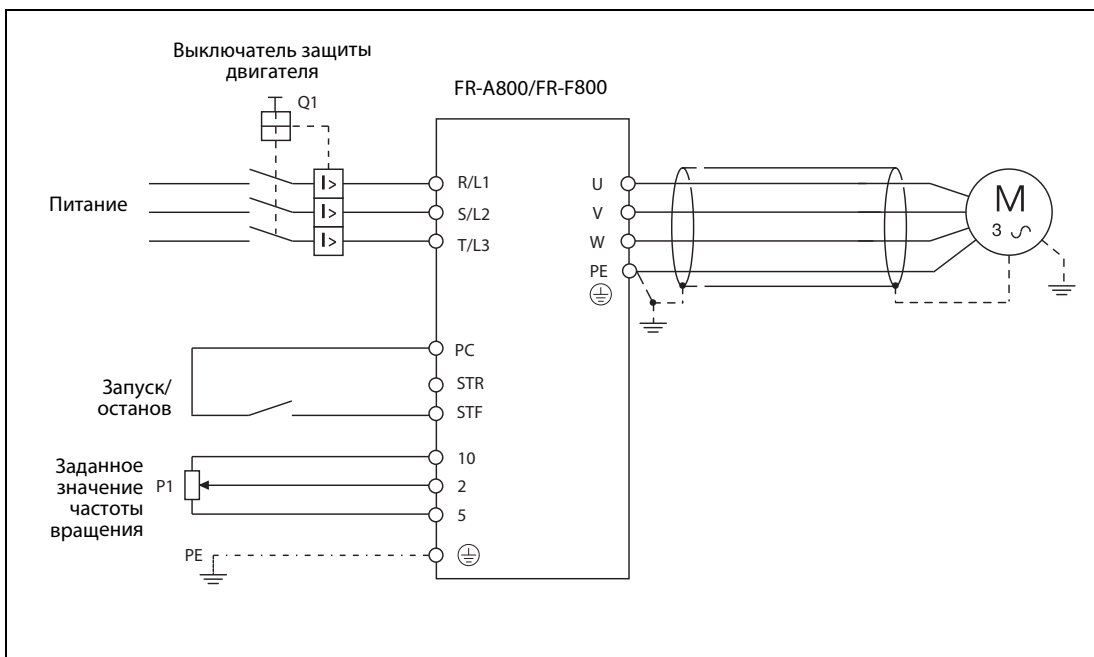 Выключатель защиты
двигателя
Q1
FR-A800/FR-F800
Питание
I>
I>
I>
R/L1
S/L2
T/L3
U
V
W
PE
M
3
PC
STR
STF
Запуск/
останов
10
2
5
Заданное
значение
частоты
вращения
P1
PE